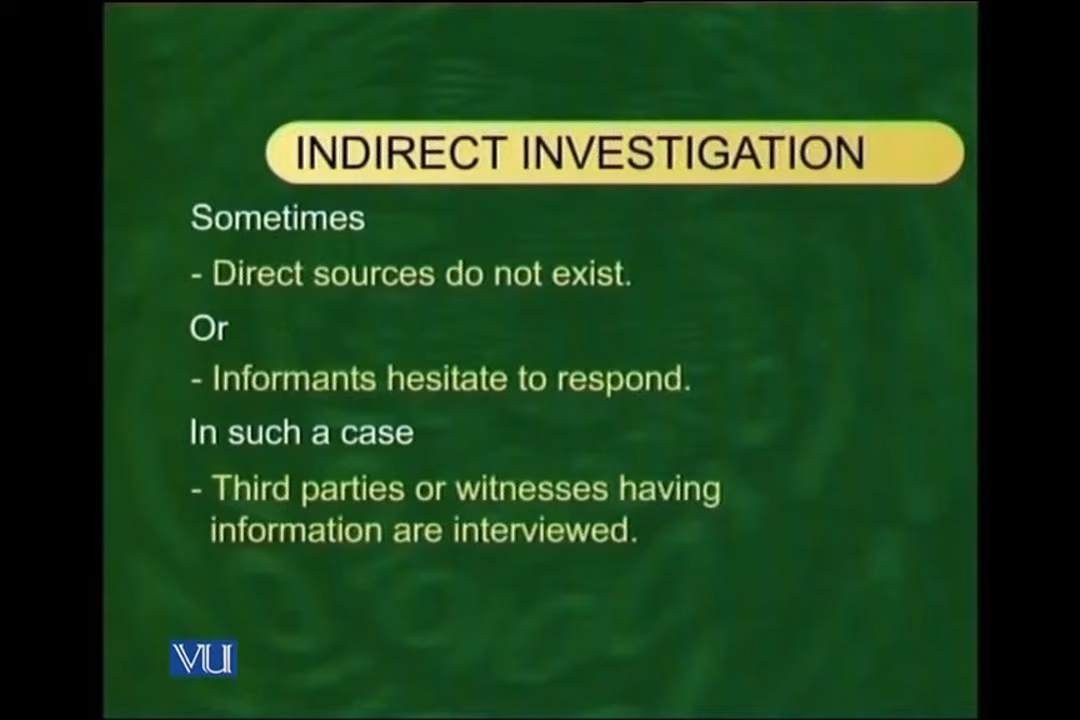 INDIRECT INVESTIGATION
Sometimes
- Direct sources do not exist.
Or
- Informants hesitate to respond.
In such a case
- Third parties or witnesses having
information are interviewed.
VU